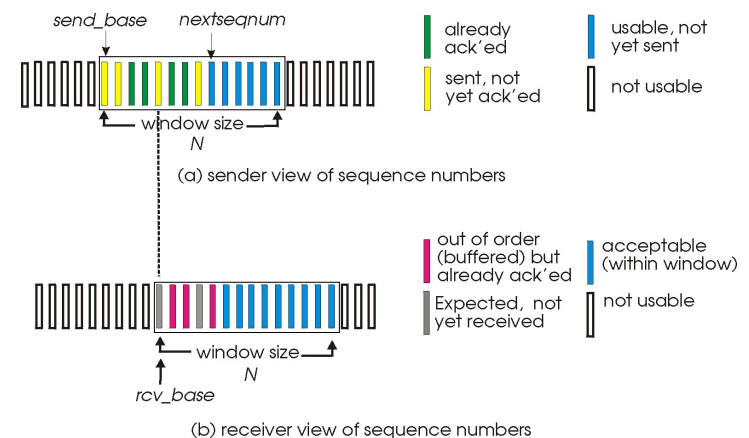 send_base nextseqnum
already
ack'ed
usable, not
yet sent
sent, not
yet ack'ed
not usable
window size
N
(a) sender view of sequence numbers
out of order
(buffered) but
already ack'ed
acceptable
(within window)
Expected, not
yet received
not usable
window size
N
rcv_base
(b) receiver view of sequence numbers